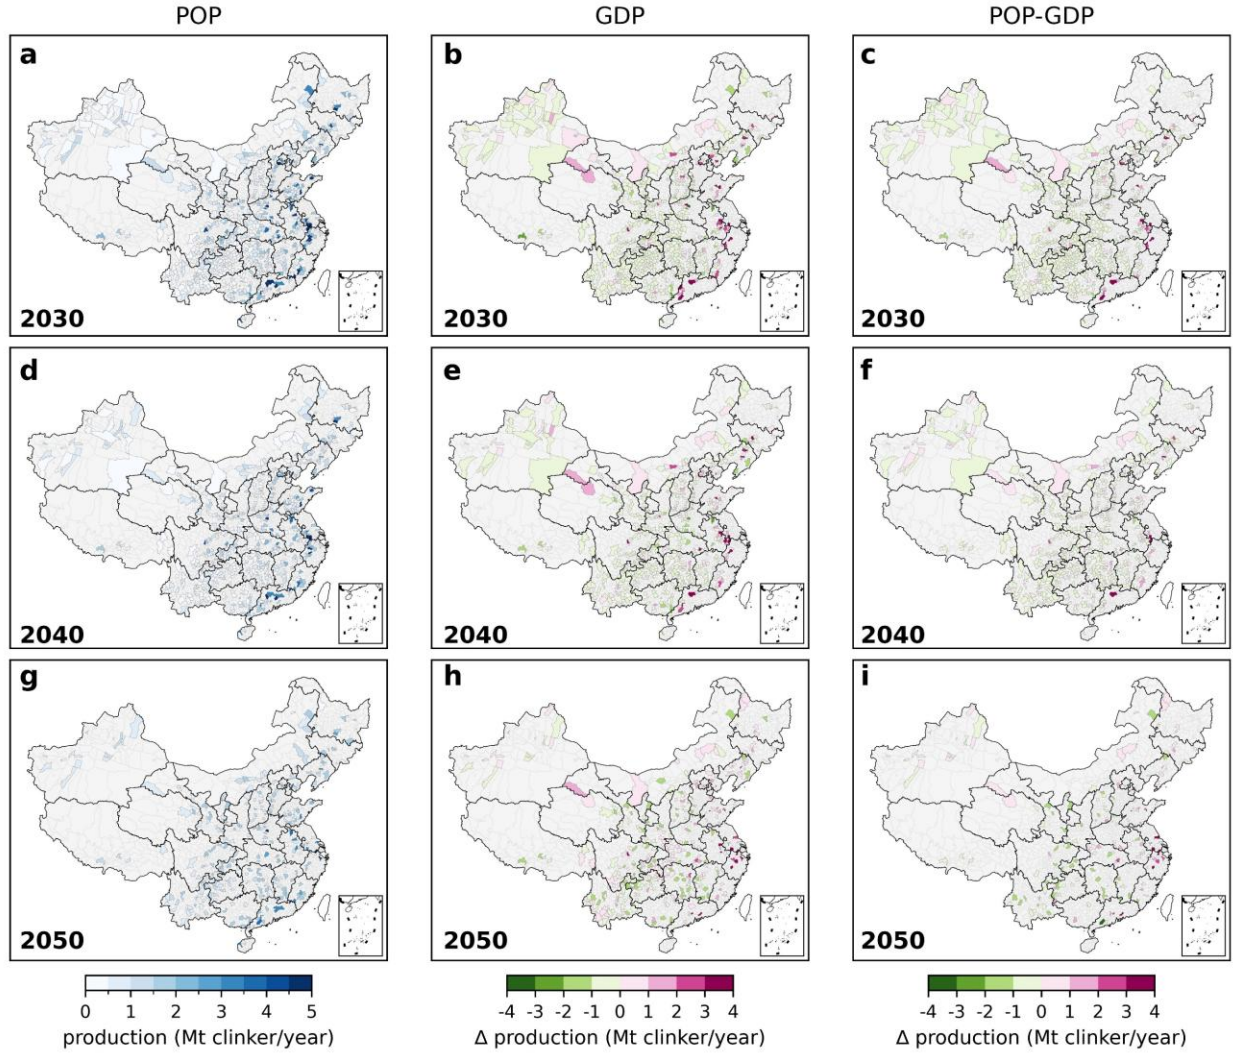 POP GDP POP-GDP
a b c
2030 2030 2030
d e f
2040 2040 2040
g h i
2050 2050 2050
0 1 2 3 4 5 -4 -3 -2 -1 0 1 2 3 4 -4 -3 -2 -1 0 1 2 3 4
production (Mt clinker/year) Δ production (Mt clinker/year) Δ production (Mt clinker/year)